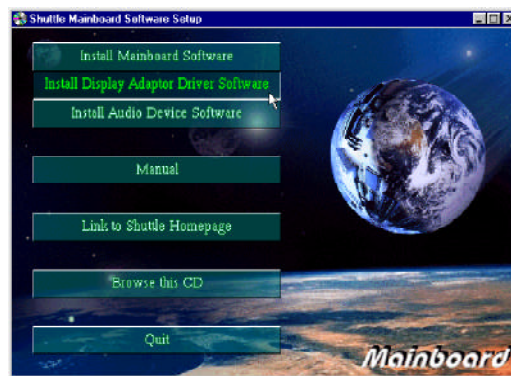 Shuttle Mainboard Software Setup
Install Mainboard Software
Install Display Adaptor Driver Software
Install Audio Device Software
Manual
Link to Shuttle Homepage
Browse this CD
Quit
Mainboard